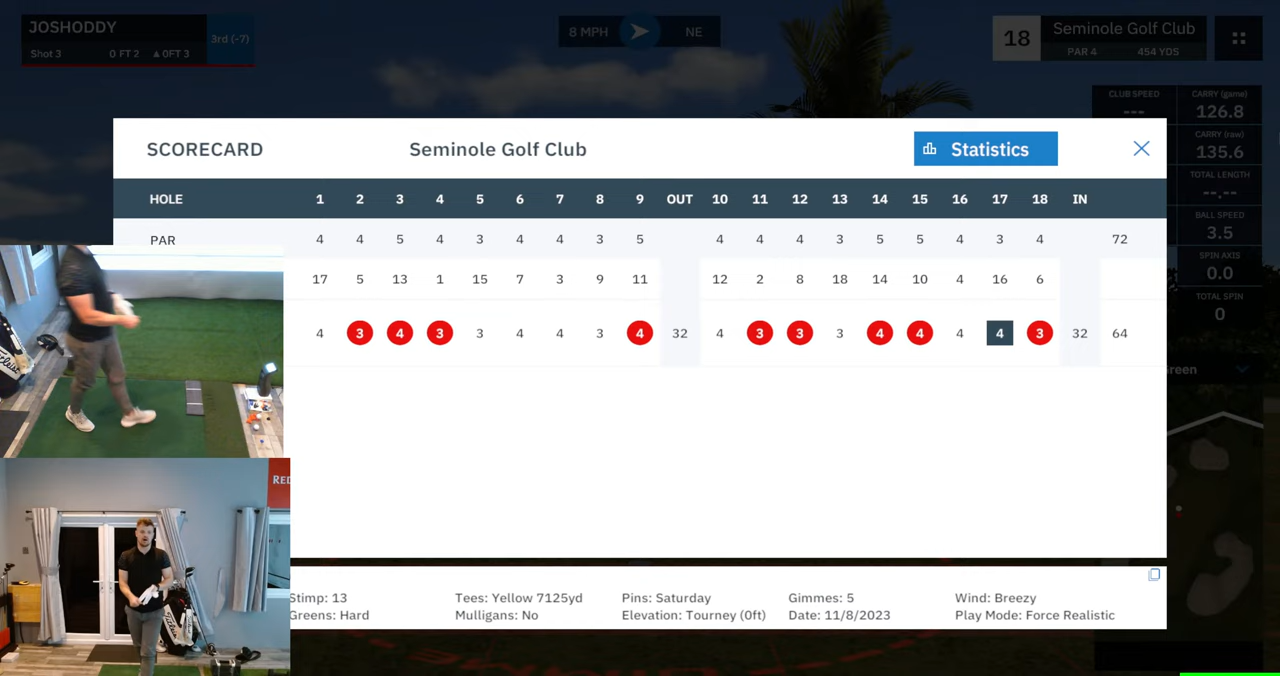 JOSHODDY
Shot 3 0 FT 2 ▲0FT 3
3rd (-7)
8 MPH NE
18 Seminole Golf Club
PAR 4 454 YDS
CLUB SPEED
---
CARRY (game)
126.8
CARRY (raw)
135.6
TOTAL LENGTH
--.--
BALL SPEED
3.5
SPIN AXIS
0.0
TOTAL SPIN
0
reen
SCORECARD Seminole Golf Club Statistics
HOLE 1 2 3 4 5 6 7 8 9 OUT 10 11 12 13 14 15 16 17 18 IN
PAR 4 4 5 4 3 4 4 3 5 4 4 4 3 5 5 4 3 4 72
17 5 13 1 15 7 3 9 11 12 2 8 18 14 10 4 16 6
4 3 4 3 3 4 4 3 4 32 4 3 3 3 4 4 4 4 3 32 64
Titleist
RED
Titleist
Stimp: 13 Tees: Yellow 7125yd Pins: Saturday Gimmes: 5 Wind: Breezy
Greens: Hard Mulligans: No Elevation: Tourney (0ft) Date: 11/8/2023 Play Mode: Force Realistic